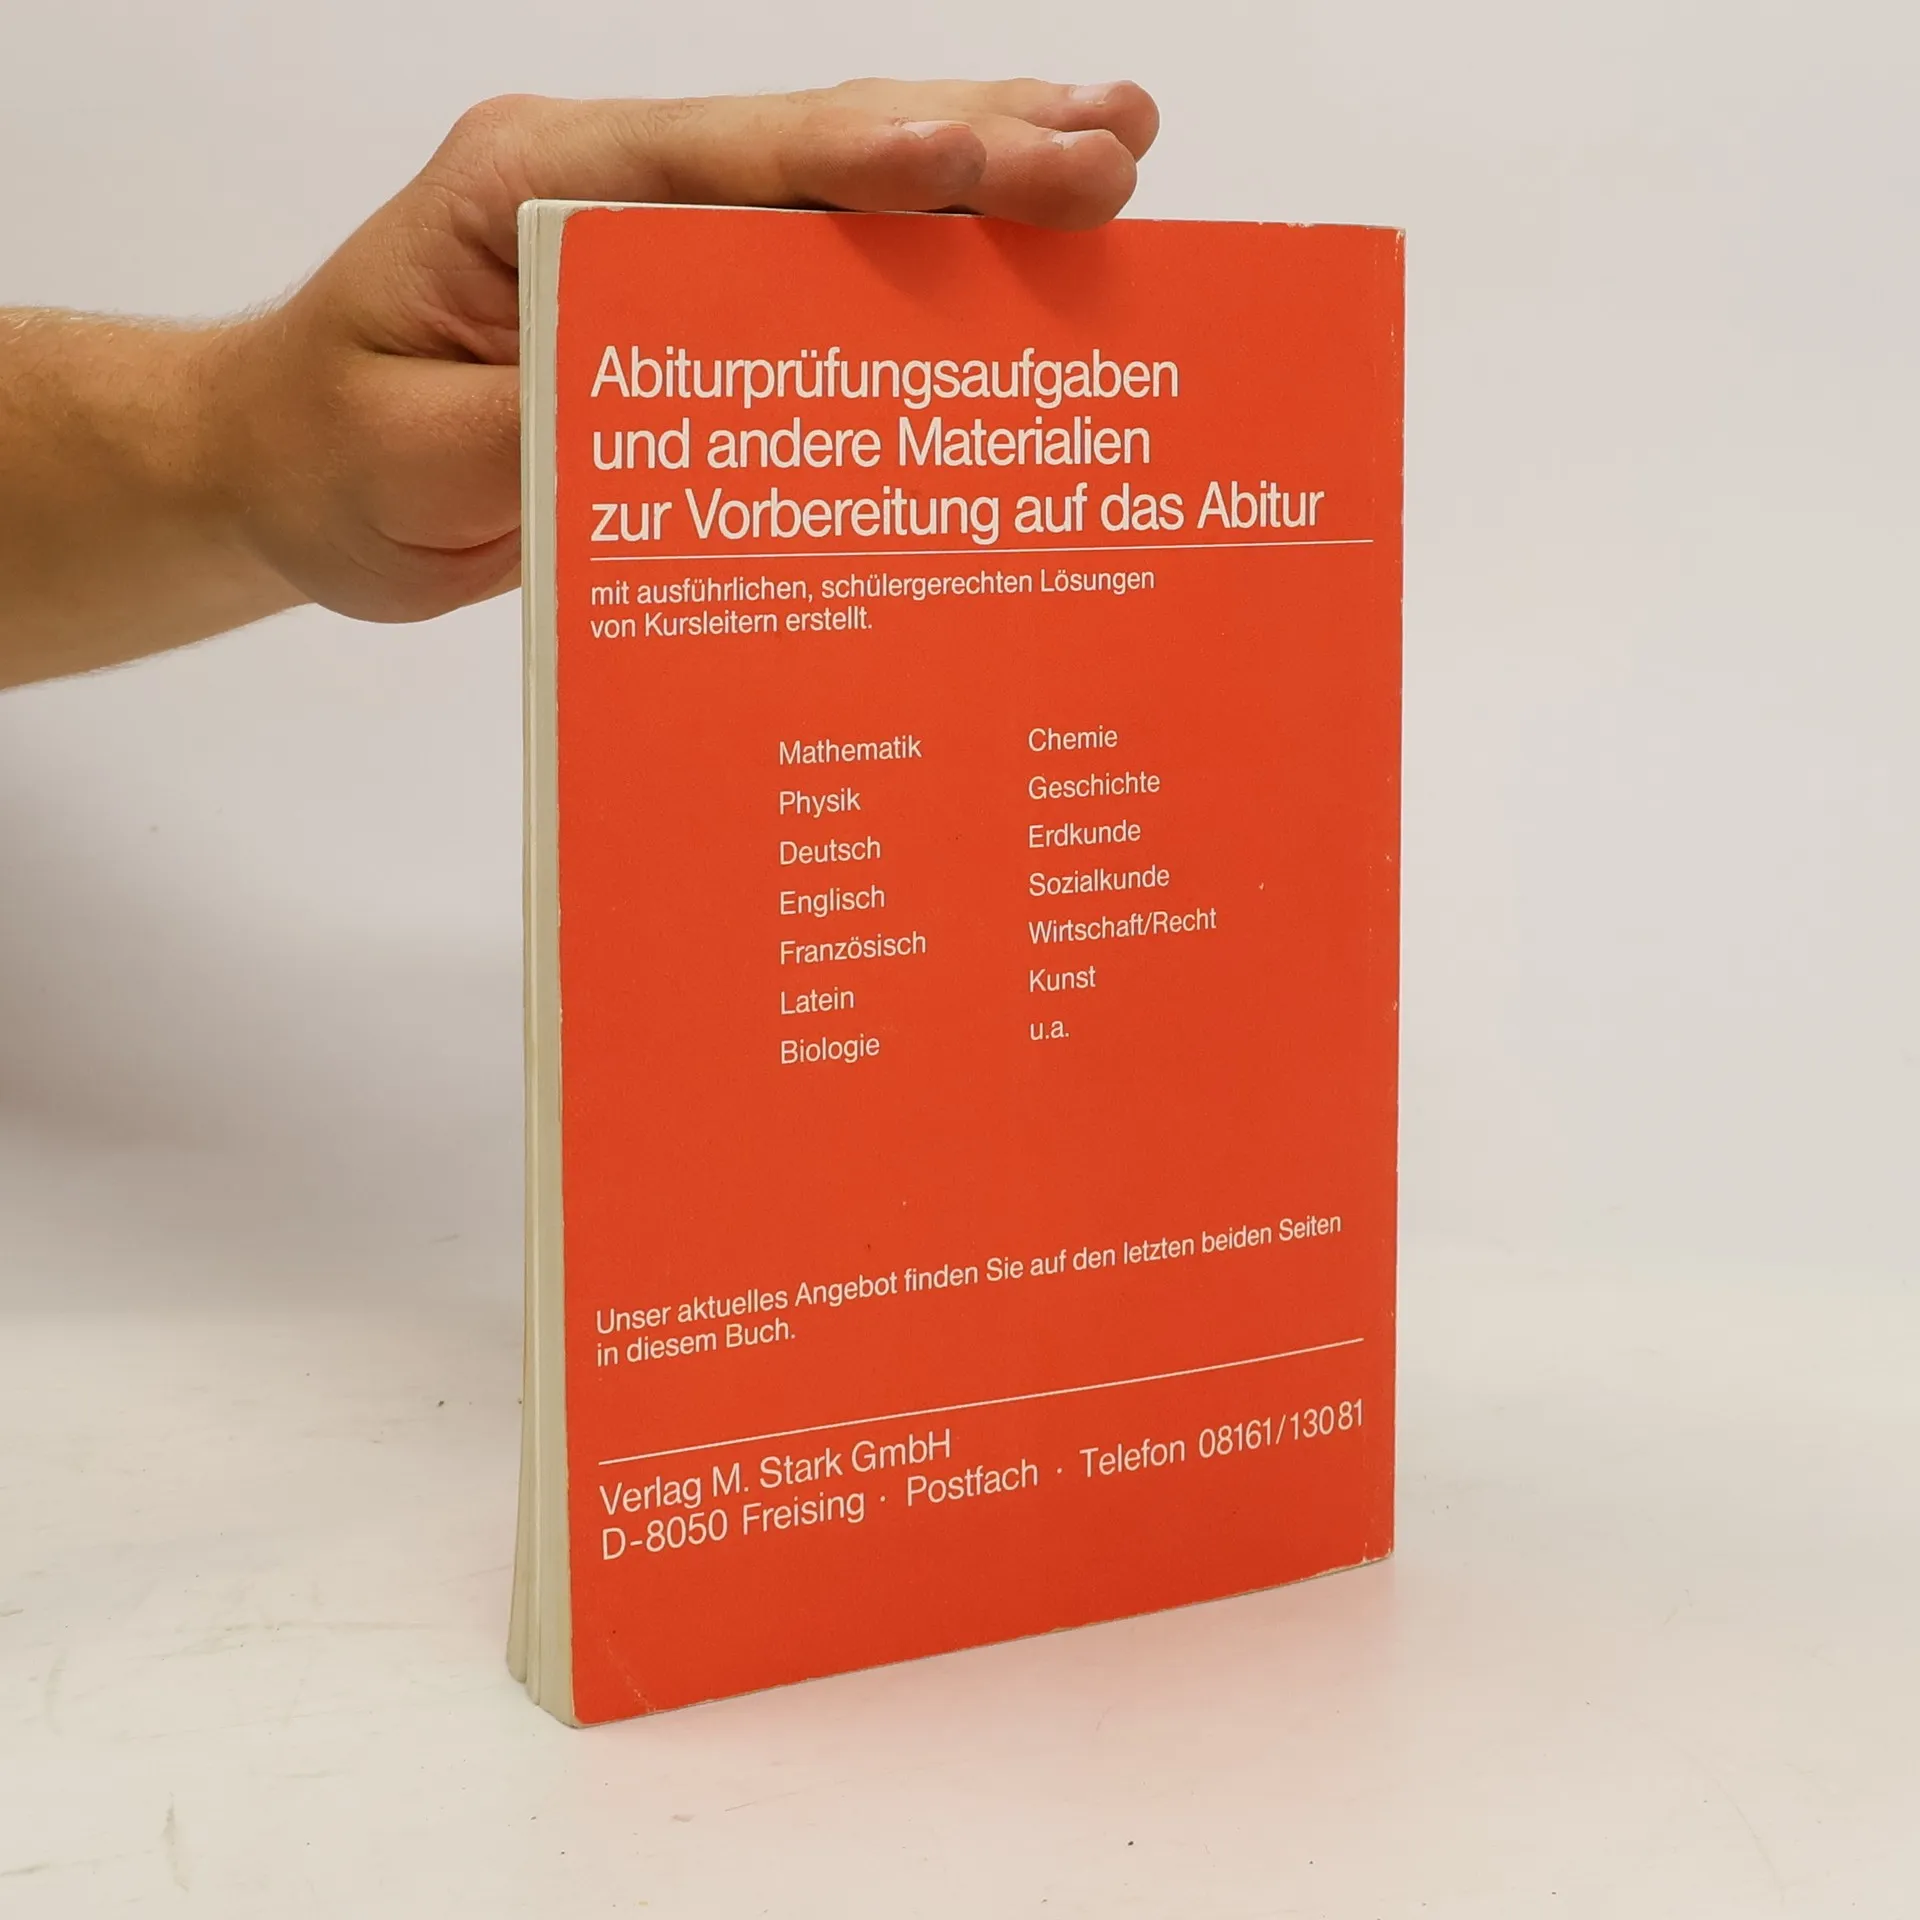 Abiturprüfungsaufgaben
und andere Materialien
zur Vorbereitung auf das Abitur
mit ausführlichen, schülergerechten Lösungen
von Kursleitern erstellt.
Mathematik
Physik
Deutsch
Englisch
Französisch
Latein
Biologie
Chemie
Geschichte
Erdkunde
Sozialkunde
Wirtschaft/Recht
Kunst
u.a.
Unser aktuelles Angebot finden Sie auf den letzten beiden Seiten
in diesem Buch.
Verlag M. Stark GmbH
D-8050 Freising · Postfach · Telefon 08161/13081